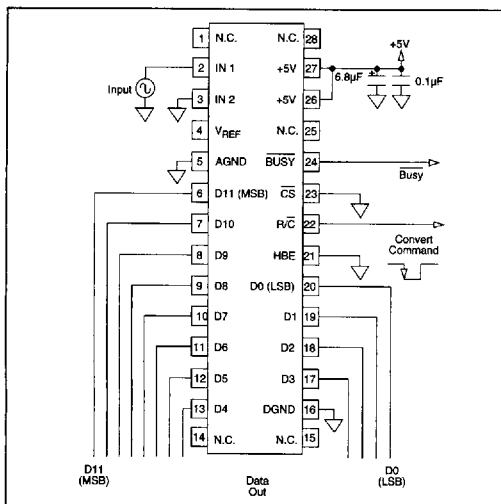 1 N.C. N.C. 28
+5V
2 IN 1 +5V 27 6.8µF + 0.1µF
Input
3 IN 2 +5V 26
4 VREF N.C. 25
5 AGND BUSY 24
Busy
6 D11 (MSB) CS 23
7 D10 R/C 22
Convert
Command
8 D9 HBE 21
9 D8 D0 (LSB) 20
10 D7 D1 19
11 D6 D2 18
12 D5 D3 17
13 D4 DGND 16
14 N.C. N.C. 15
D11
(MSB)
Data
Out
D0
(LSB)